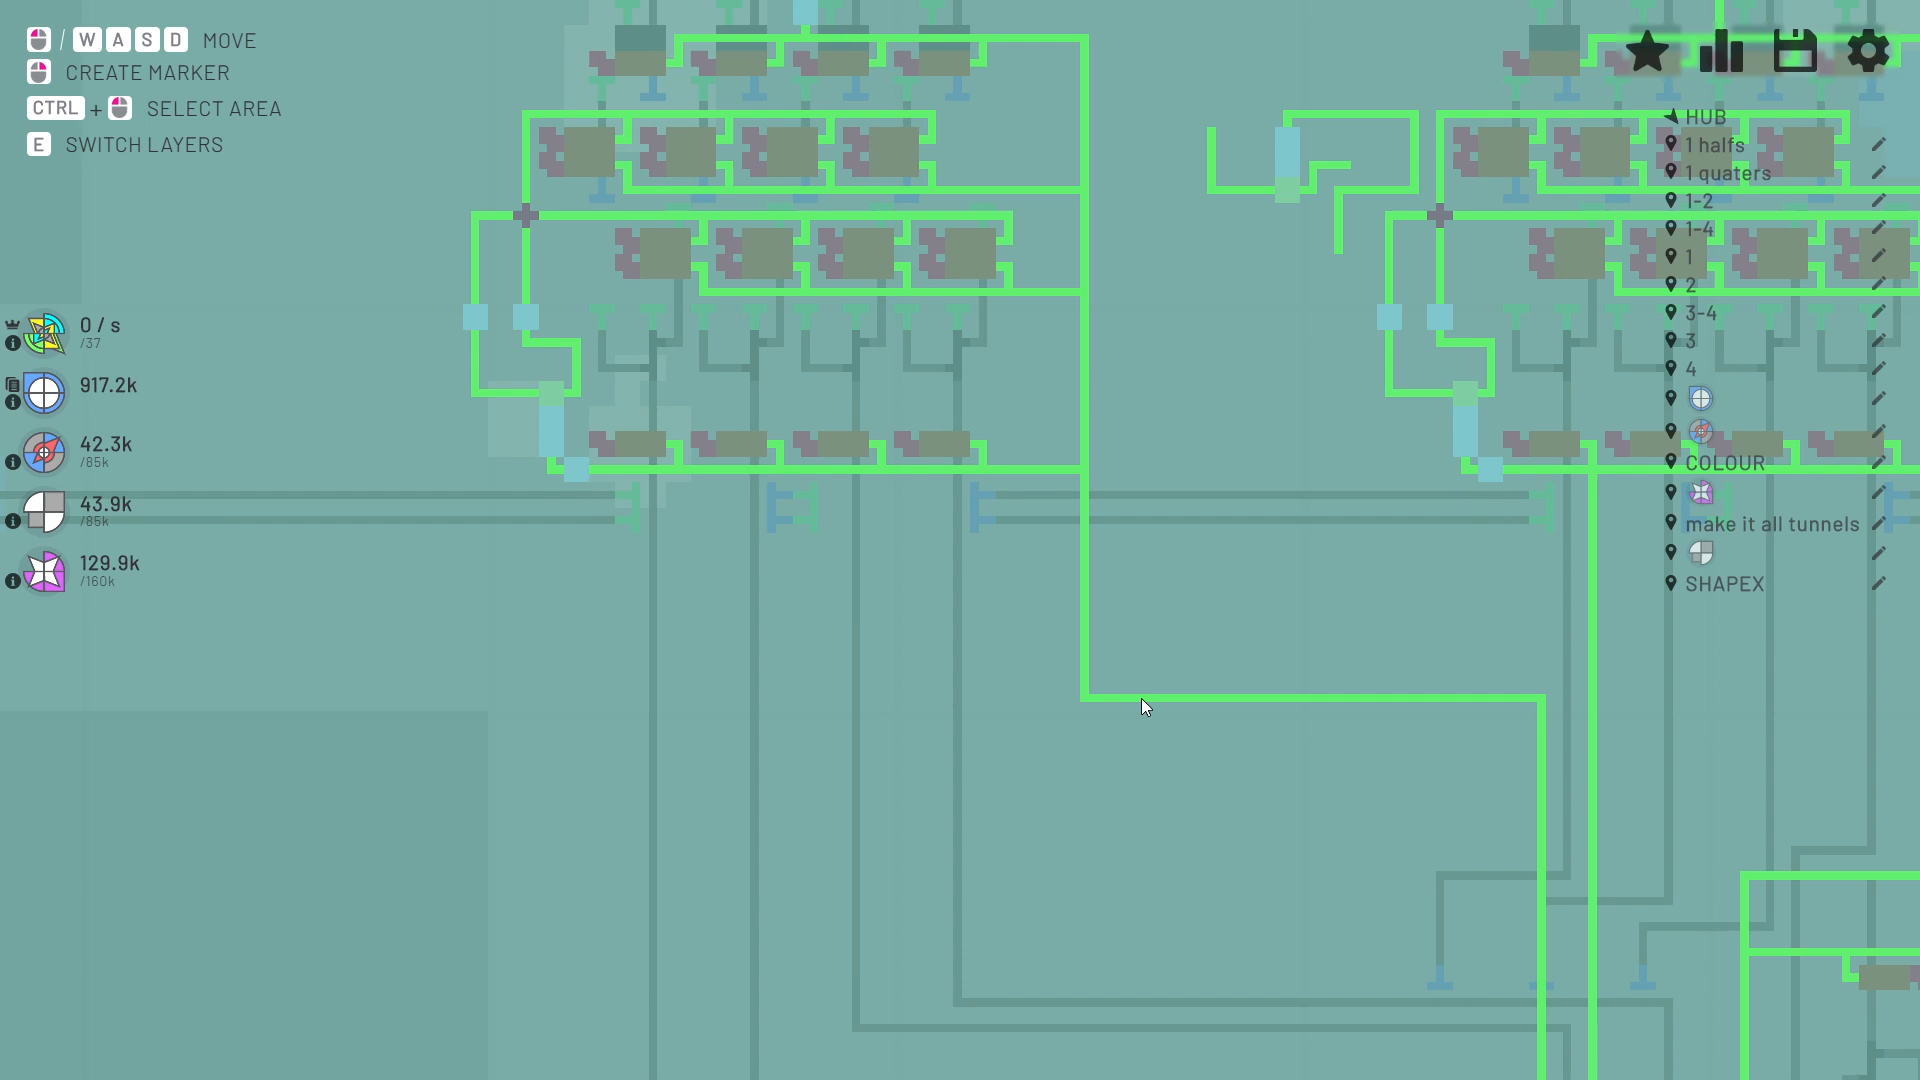 / W A S D MOVE
CREATE MARKER
CTRL + SELECT AREA
E SWITCH LAYERS
0 / s
/37
917.2k
42.3k
/85k
43.9k
/85k
129.9k
/160k
HUB
1 halfs
1 quaters
1-2
1-4
1
2
3-4
3
4
COLOUR
make it all tunnels
SHAPEX